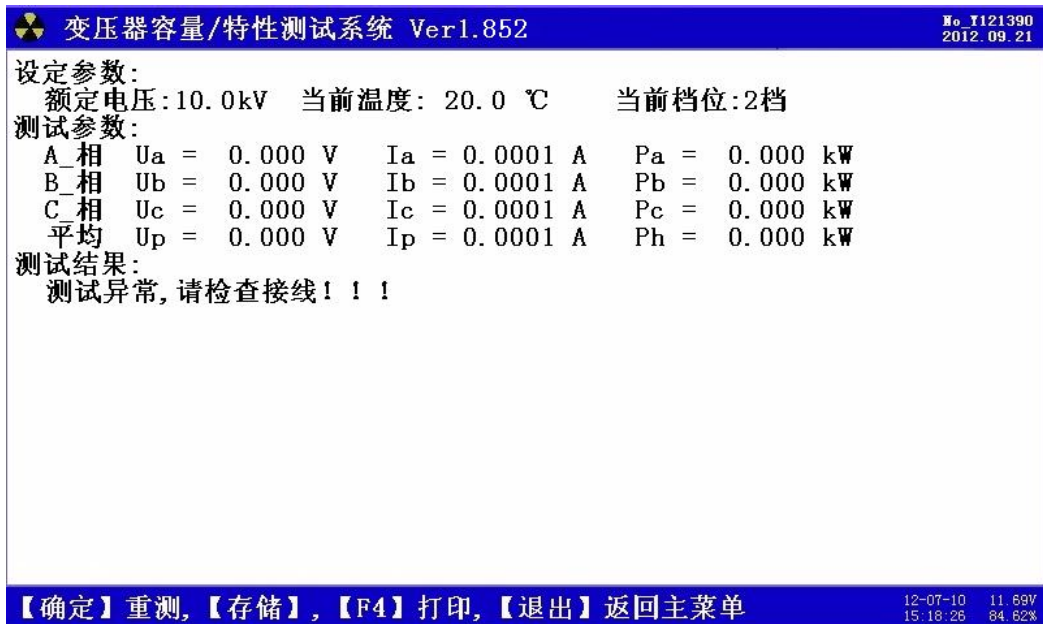 变压器容量/特性测试系统 Ver1.852
No_T121390
2012.09.21
设定参数:
额定电压:10.0kV 当前温度: 20.0 ℃ 当前档位:2档
测试参数:
A_相 Ua = 0.000 V Ia = 0.0001 A Pa = 0.000 kW
B_相 Ub = 0.000 V Ib = 0.0001 A Pb = 0.000 kW
C_相 Uc = 0.000 V Ic = 0.0001 A Pc = 0.000 kW
平均 Up = 0.000 V Ip = 0.0001 A Ph = 0.000 kW
测试结果:
测试异常,请检查接线!!!
【确定】重测,【存储】,【F4】打印,【退出】返回主菜单
12-07-10 11.69V
15:18:26 84.62%